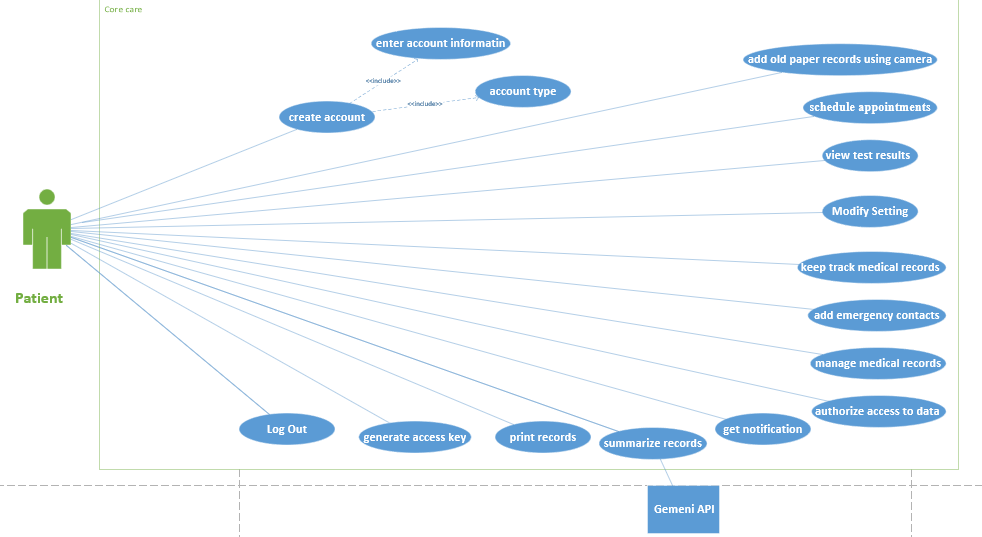 Core care
enter account informatin
add old paper records using camera
<<include>>
account type
<<include>>
schedule appointments
create account
view test results
Modify Setting
keep track medical records
Patient
add emergency contacts
manage medical records
authorize access to data
Log Out
generate access key
print records
summarize records
get notification
Gemeni API